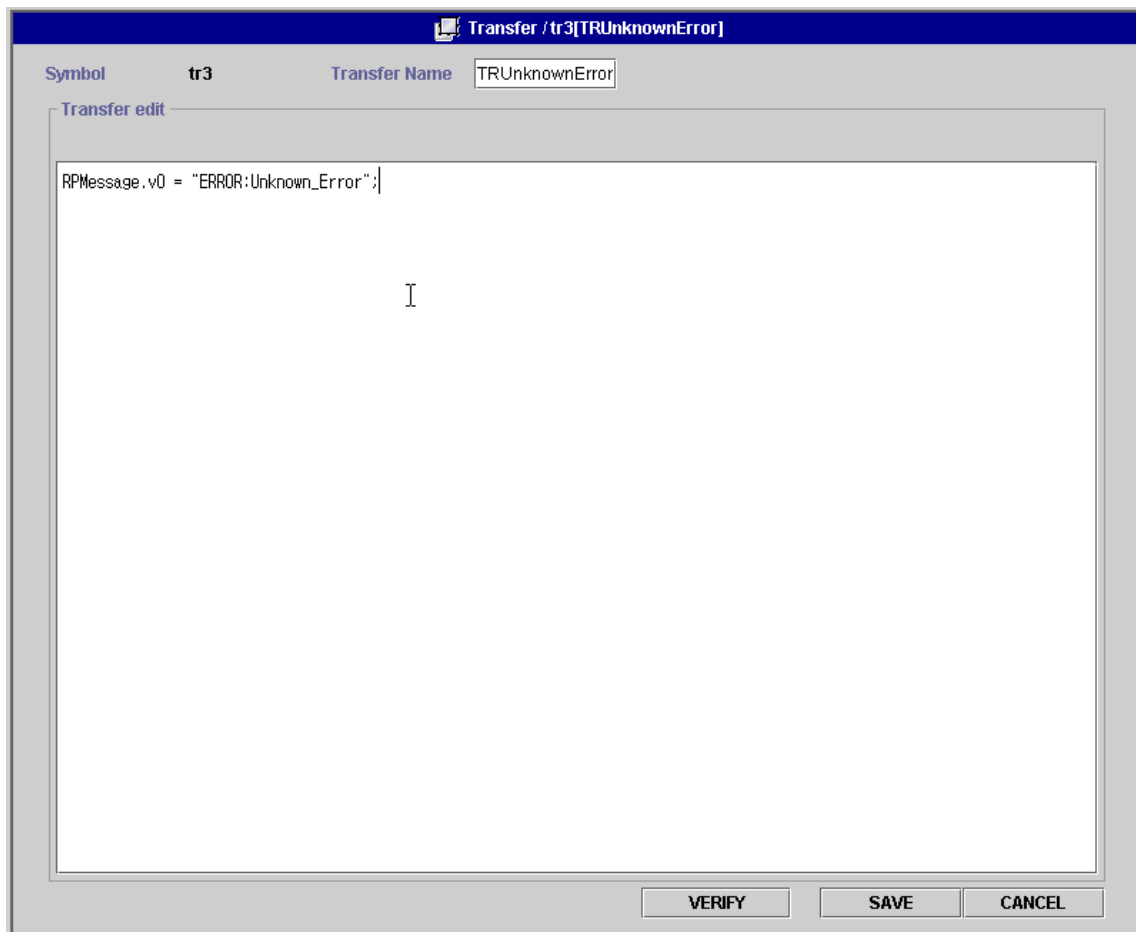 Transfer / tr3[TRUnknownError]
Symbol tr3 Transfer Name TRUnknownError
Transfer edit
RPMessage.v0 = "ERROR:Unknown_Error";
VERIFY SAVE CANCEL